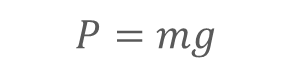 P = mg